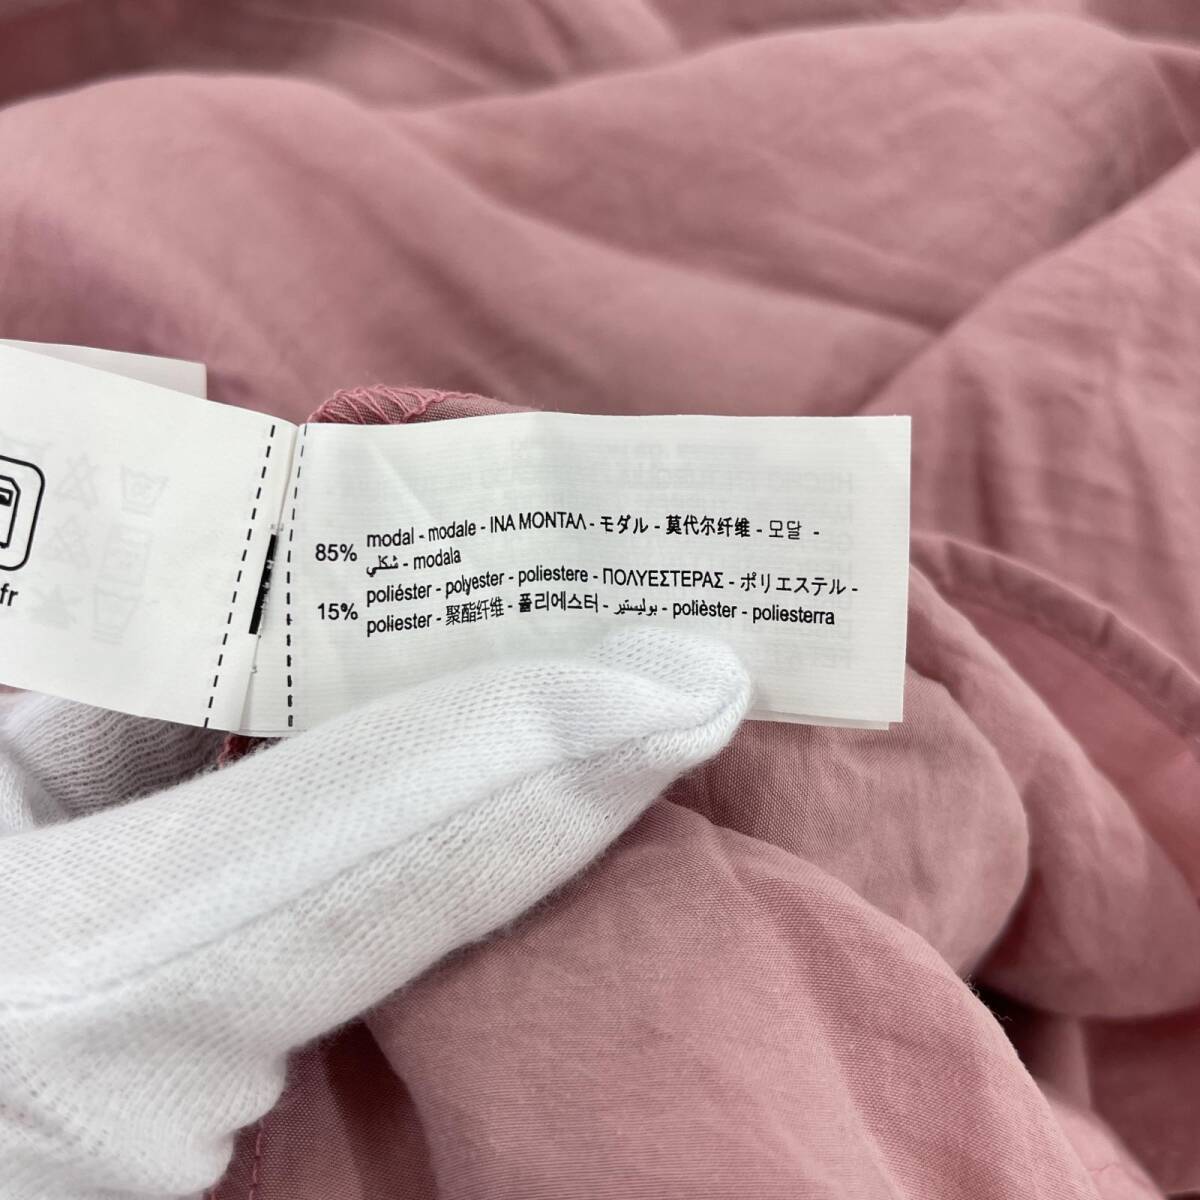 85% modal - modale - ΙΝΑ ΜΟΝΤΑΛ - モダル - 莫代尔纤维 - 모달 -
شكلي - modala
15% poliéster - polyester - poliestere - ΠΟΛΥΕΣΤΕΡΑΣ - ポリエステル -
poliester - 聚酯纤维 - 폴리에스터 - بوليستير - polièster - poliesterra
fr